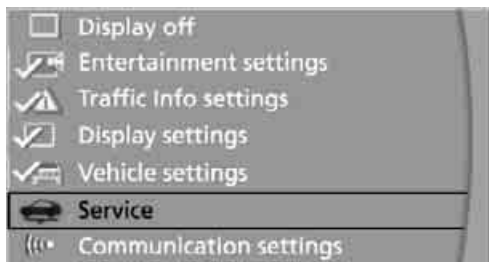 Display off
Entertainment settings
Traffic Info settings
Display settings
Vehicle settings
Service
Communication settings